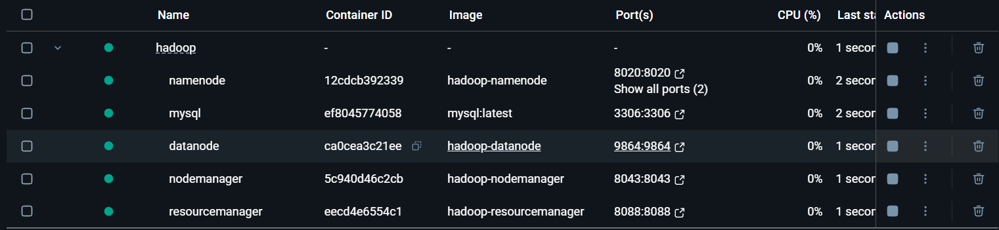 Name Container ID Image Port(s) CPU (%) Last sta Actions
hadoop - - - 0% 1 secon
namenode 12cdcb392339 hadoop-namenode 8020:8020 0% 2 secon
Show all ports (2)
mysql ef8045774058 mysql:latest 3306:3306 0% 2 secon
datanode ca0cea3c21ee hadoop-datanode 9864:9864 0% 1 secon
nodemanager 5c940d46c2cb hadoop-nodemanager 8043:8043 0% 1 secon
resourcemanager eecd4e6554c1 hadoop-resourcemanager 8088:8088 0% 1 secon